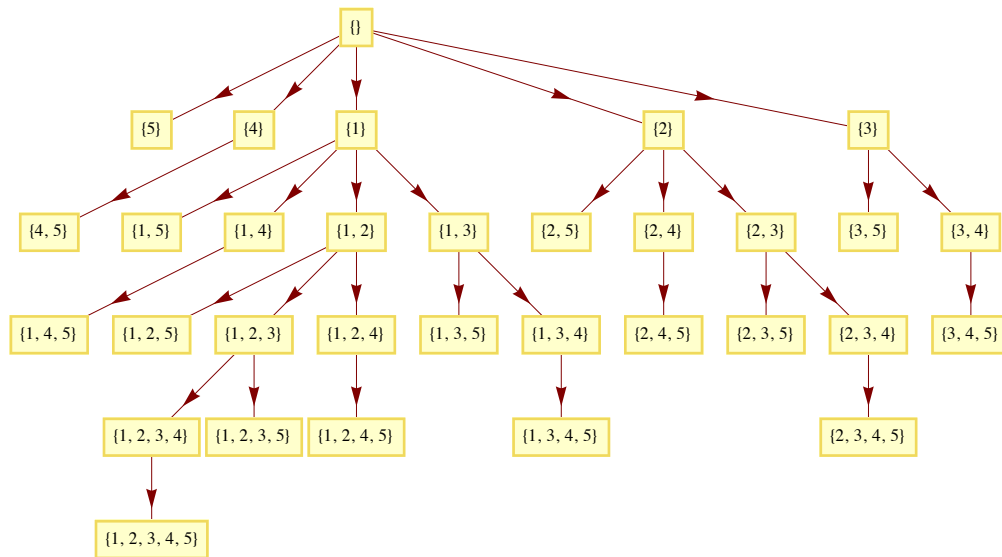 {}
{5} {4} {1} {2} {3}
{4, 5} {1, 5} {1, 4} {1, 2} {1, 3} {2, 5} {2, 4} {2, 3} {3, 5} {3, 4}
{1, 4, 5} {1, 2, 5} {1, 2, 3} {1, 2, 4} {1, 3, 5} {1, 3, 4} {2, 4, 5} {2, 3, 5} {2, 3, 4} {3, 4, 5}
{1, 2, 3, 4} {1, 2, 3, 5} {1, 2, 4, 5} {1, 3, 4, 5} {2, 3, 4, 5}
{1, 2, 3, 4, 5}